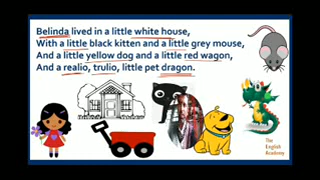 Belinda lived in a little white house,
With a little black kitten and a little grey mouse,
And a little yellow dog and a little red wagon,
And a realio, trulio, little pet dragon.
The
English
Academy